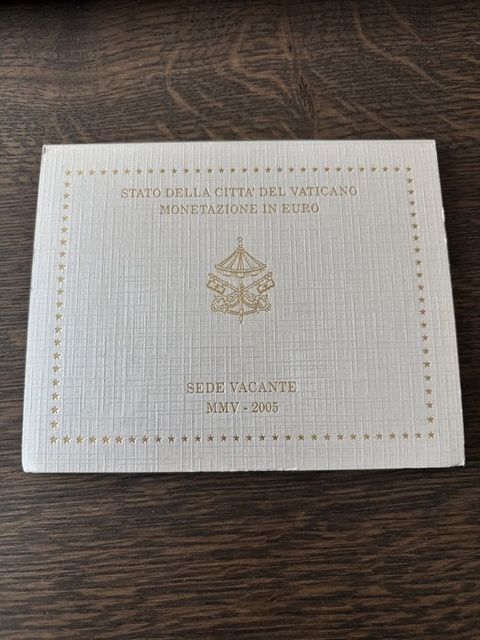 STATO DELLA CITTA' DEL VATICANO
MONETAZIONE IN EURO
SEDE VACANTE
MMV - 2005